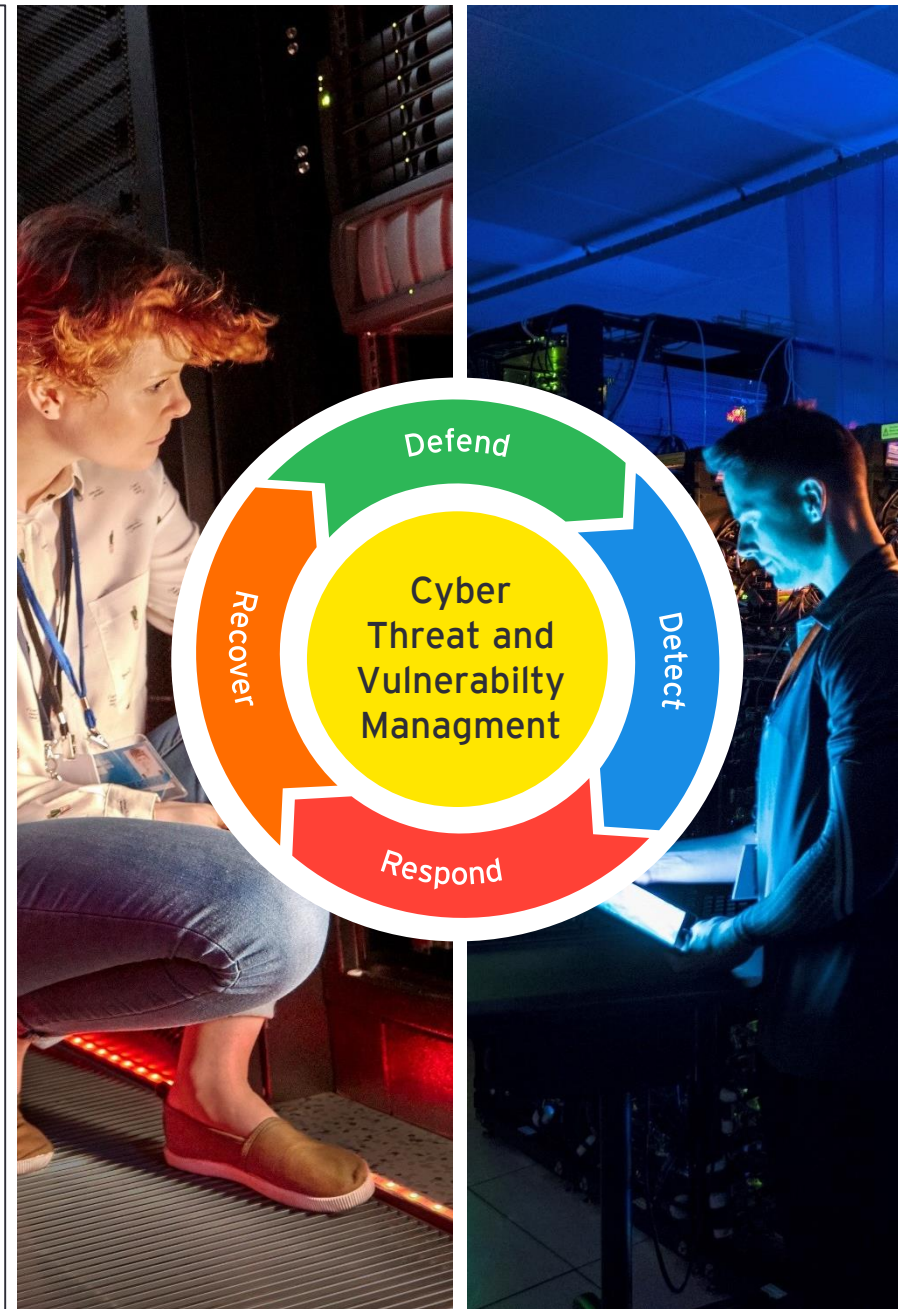 Defend
Cyber
Threat and
Vulnerabilty
Managment
Recover
Detect
Respond